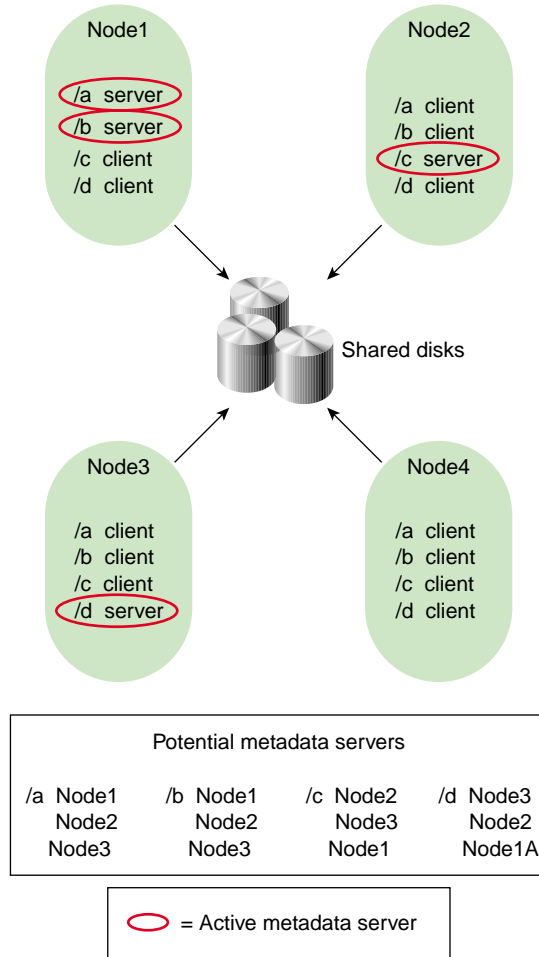 Node1
/a server
/b server
/c client
/d client
Node2
/a client
/b client
/c server
/d client
Shared disks
Node3
/a client
/b client
/c client
/d server
Node4
/a client
/b client
/c client
/d client
Potential metadata servers
/a Node1 /b Node1 /c Node2 /d Node3
Node2 Node2 Node3 Node2
Node3 Node3 Node1 Node1A
= Active metadata server